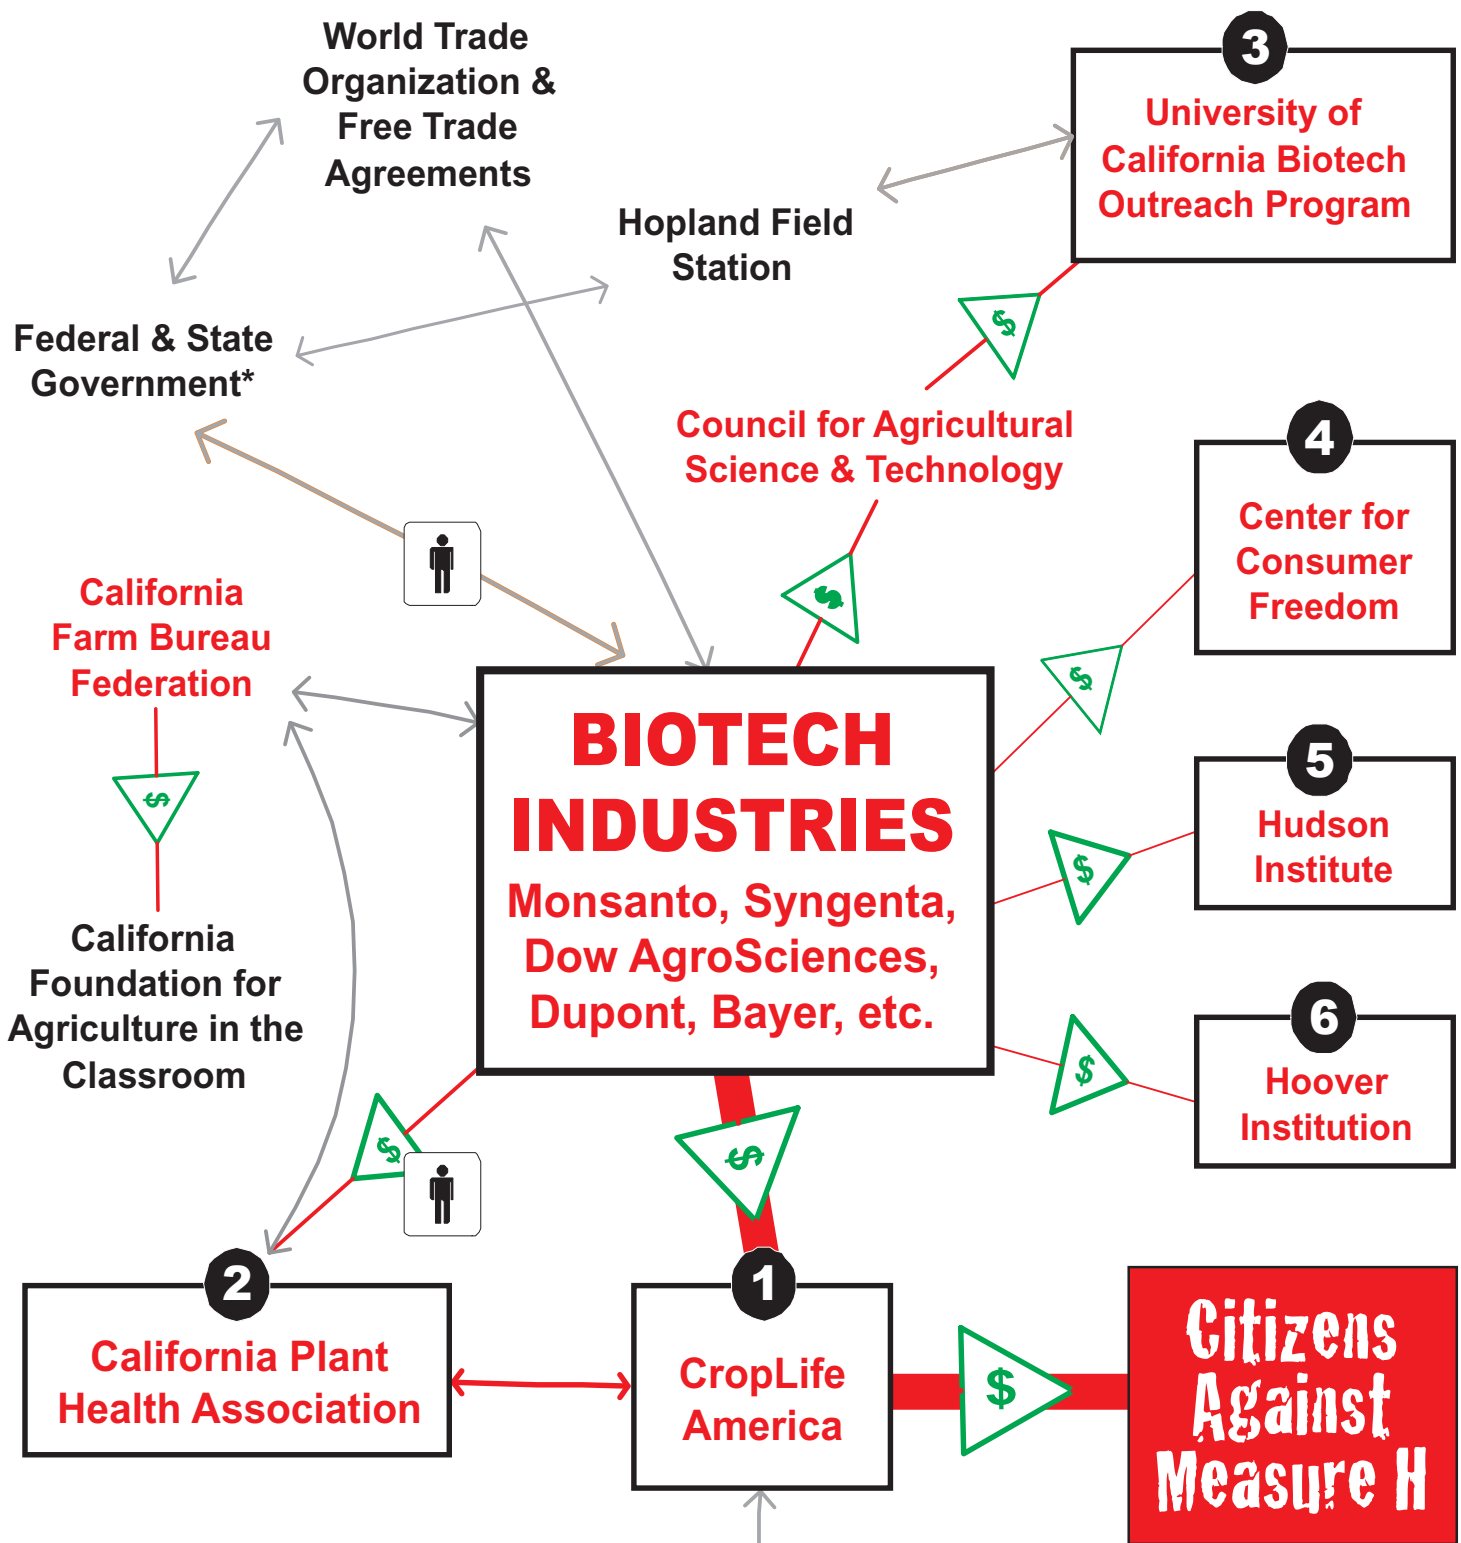 World Trade
Organization &
Free Trade
Agreements
3
University of
California Biotech
Outreach Program
Hopland Field
Station
$
Federal & State
Government*
Council for Agricultural
Science & Technology
4
Center for
Consumer
Freedom
$
California
Farm Bureau
Federation
$
$
BIOTECH
INDUSTRIES
Monsanto, Syngenta,
Dow AgroSciences,
Dupont, Bayer, etc.
5
Hudson
Institute
$
California
Foundation for
Agriculture in the
Classroom
6
Hoover
Institution
$
$
$
2
California Plant
Health Association
1
CropLife
America
$
Citizens
Against
Measure H